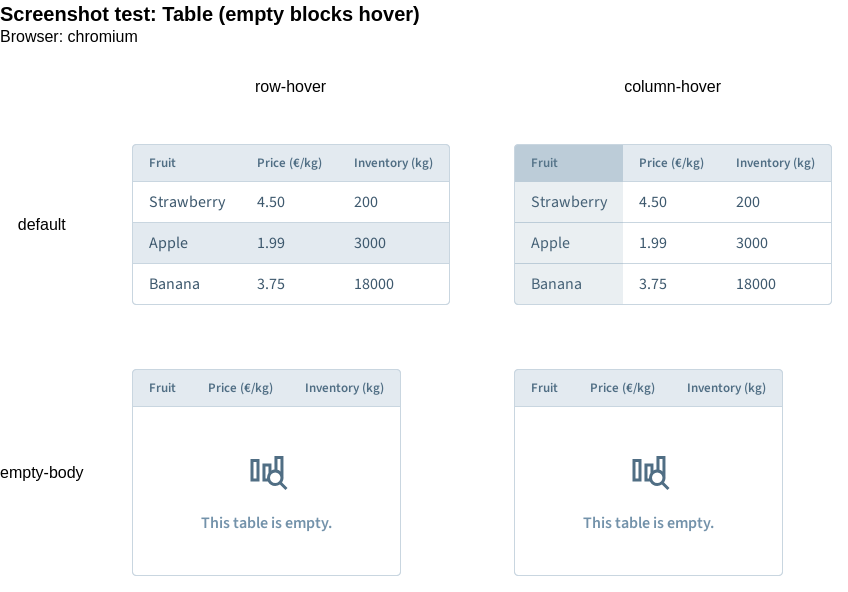 Screenshot test: Table (empty blocks hover)
Browser: chromium
row-hover column-hover
default
Fruit Price (€/kg) Inventory (kg)
Strawberry 4.50 200
Apple 1.99 3000
Banana 3.75 18000
Fruit Price (€/kg) Inventory (kg)
Strawberry 4.50 200
Apple 1.99 3000
Banana 3.75 18000
empty-body
Fruit Price (€/kg) Inventory (kg)
This table is empty.
Fruit Price (€/kg) Inventory (kg)
This table is empty.